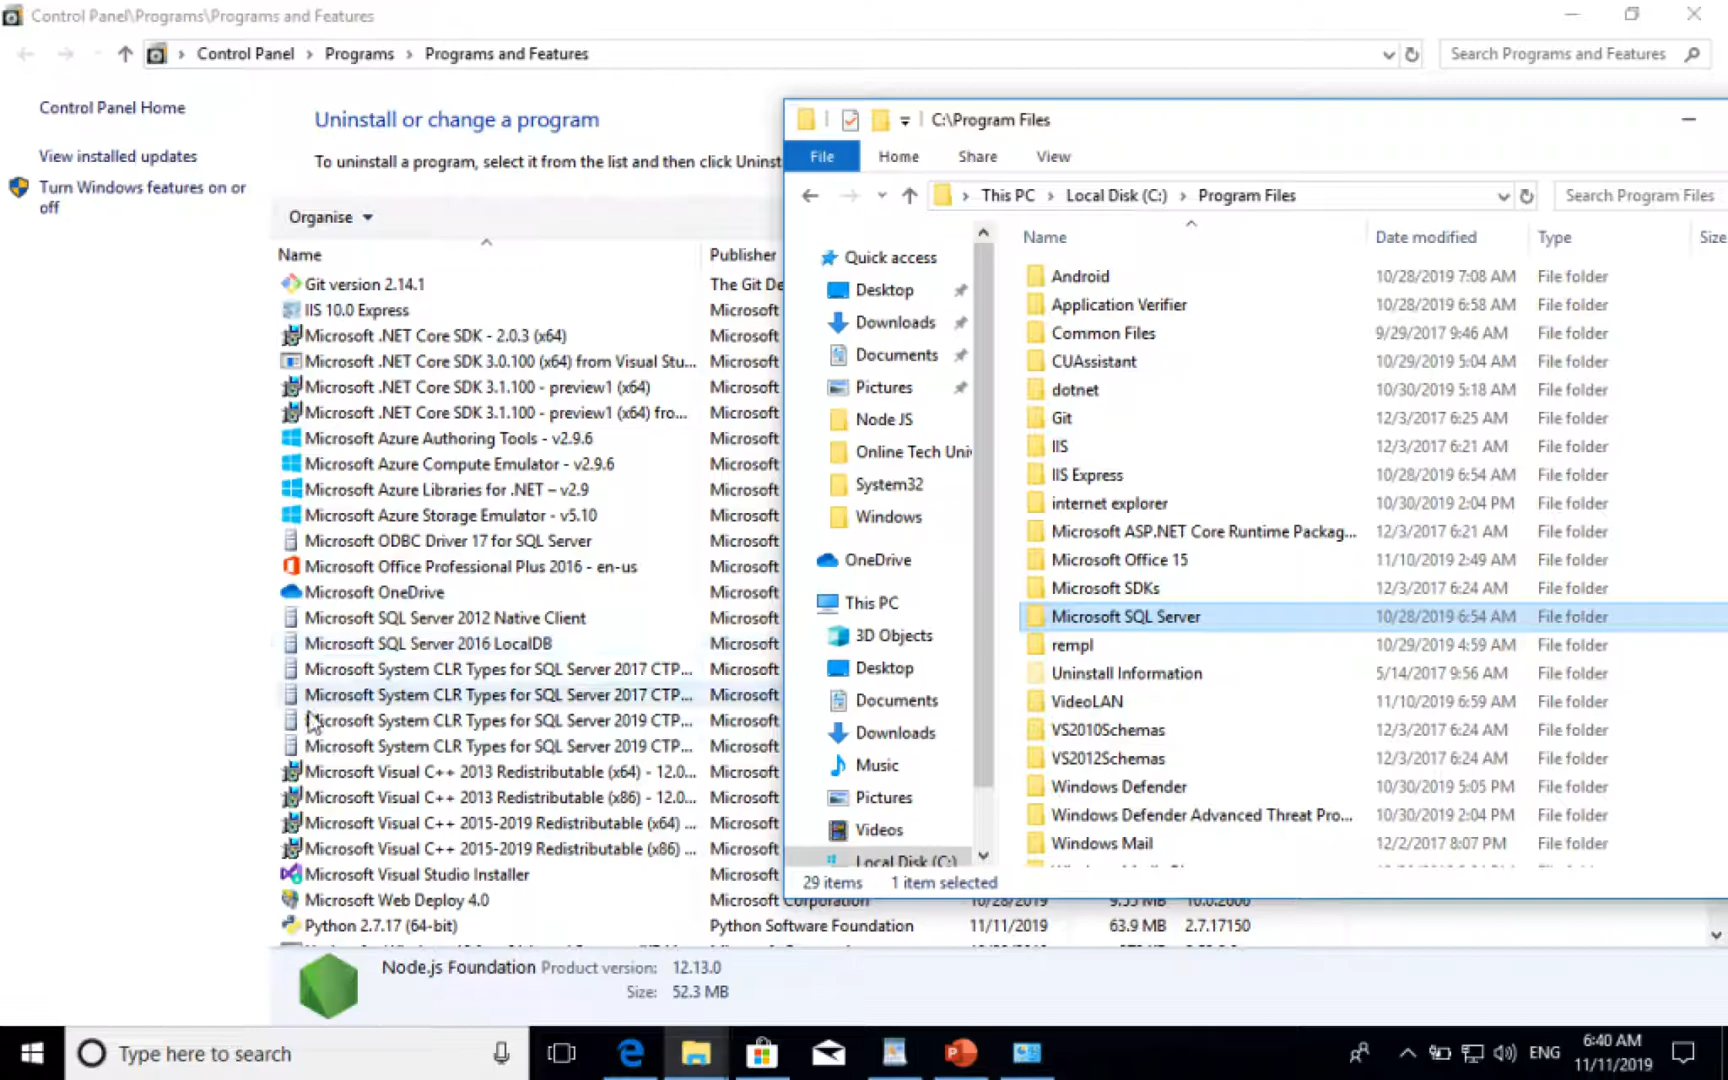 Control Panel\Programs\Programs and Features
Control Panel › Programs › Programs and Features
Search Programs and Features
Control Panel Home
View installed updates
Turn Windows features on or
off
Uninstall or change a program
To uninstall a program, select it from the list and then click Unins
Organise
Name Publisher
Git version 2.14.1 The Git De
IIS 10.0 Express Microsoft
Microsoft .NET Core SDK - 2.0.3 (x64) Microsoft
Microsoft .NET Core SDK 3.0.100 (x64) from Visual Stu... Microsoft
Microsoft .NET Core SDK 3.1.100 - preview1 (x64) Microsoft
Microsoft .NET Core SDK 3.1.100 - preview1 (x64) fro... Microsoft
Microsoft Azure Authoring Tools - v2.9.6 Microsoft
Microsoft Azure Compute Emulator - v2.9.6 Microsoft
Microsoft Azure Libraries for .NET – v2.9 Microsoft
Microsoft Azure Storage Emulator - v5.10 Microsoft
Microsoft ODBC Driver 17 for SQL Server Microsoft
Microsoft Office Professional Plus 2016 - en-us Microsoft
Microsoft OneDrive Microsoft
Microsoft SQL Server 2012 Native Client Microsoft
Microsoft SQL Server 2016 LocalDB Microsoft
Microsoft System CLR Types for SQL Server 2017 CTP... Microsoft
Microsoft System CLR Types for SQL Server 2017 CTP... Microsoft
Microsoft System CLR Types for SQL Server 2019 CTP... Microsoft
Microsoft System CLR Types for SQL Server 2019 CTP... Microsoft
Microsoft Visual C++ 2013 Redistributable (x64) - 12.0... Microsoft
Microsoft Visual C++ 2013 Redistributable (x86) - 12.0... Microsoft
Microsoft Visual C++ 2015-2019 Redistributable (x64) ... Microsoft
Microsoft Visual C++ 2015-2019 Redistributable (x86) ... Microsoft
Microsoft Visual Studio Installer Microsoft
Microsoft Web Deploy 4.0 Microsoft Corporation 10/28/2019
Python 2.7.17 (64-bit) Python Software Foundation 11/11/2019 63.9 MB 2.7.17150
Node.js Foundation Product version: 12.13.0
Size: 52.3 MB
C:\Program Files
File Home Share View
This PC › Local Disk (C:) › Program Files
Search Program Files
Quick access
Desktop
Downloads
Documents
Pictures
Node JS
Online Tech Uni
System32
Windows
OneDrive
This PC
3D Objects
Desktop
Documents
Downloads
Music
Pictures
Videos
Local Disk (C:)
Name Date modified Type Size
Android 10/28/2019 7:08 AM File folder
Application Verifier 10/28/2019 6:58 AM File folder
Common Files 9/29/2017 9:46 AM File folder
CUAssistant 10/29/2019 5:04 AM File folder
dotnet 10/30/2019 5:18 AM File folder
Git 12/3/2017 6:25 AM File folder
IIS 12/3/2017 6:21 AM File folder
IIS Express 10/28/2019 6:54 AM File folder
internet explorer 10/30/2019 2:04 PM File folder
Microsoft ASP.NET Core Runtime Packag... 12/3/2017 6:21 AM File folder
Microsoft Office 15 11/10/2019 2:49 AM File folder
Microsoft SDKs 12/3/2017 6:24 AM File folder
Microsoft SQL Server 10/28/2019 6:54 AM File folder
rempl 10/29/2019 4:59 AM File folder
Uninstall Information 5/14/2017 9:56 AM File folder
VideoLAN 11/10/2019 6:59 AM File folder
VS2010Schemas 12/3/2017 6:24 AM File folder
VS2012Schemas 12/3/2017 6:24 AM File folder
Windows Defender 10/30/2019 5:05 PM File folder
Windows Defender Advanced Threat Pro... 10/30/2019 2:04 PM File folder
Windows Mail 12/2/2017 8:07 PM File folder
29 items 1 item selected
Type here to search
ENG
6:40 AM
11/11/2019